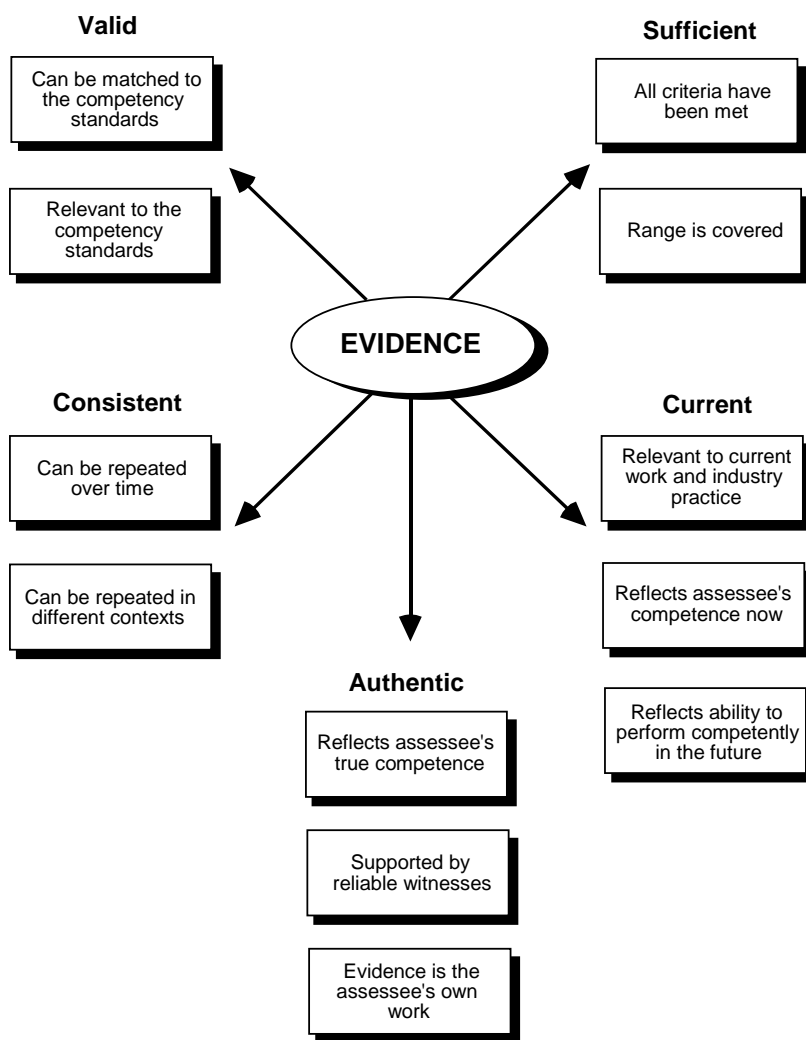 Valid
Can be matched to
the competency
standards
Relevant to the
competency
standards
Sufficient
All criteria have
been met
Range is covered
EVIDENCE
Consistent
Can be repeated
over time
Can be repeated in
different contexts
Current
Relevant to current
work and industry
practice
Reflects assessee's
competence now
Reflects ability to
perform competently
in the future
Authentic
Reflects assessee's
true competence
Supported by
reliable witnesses
Evidence is the
assessee's own
work